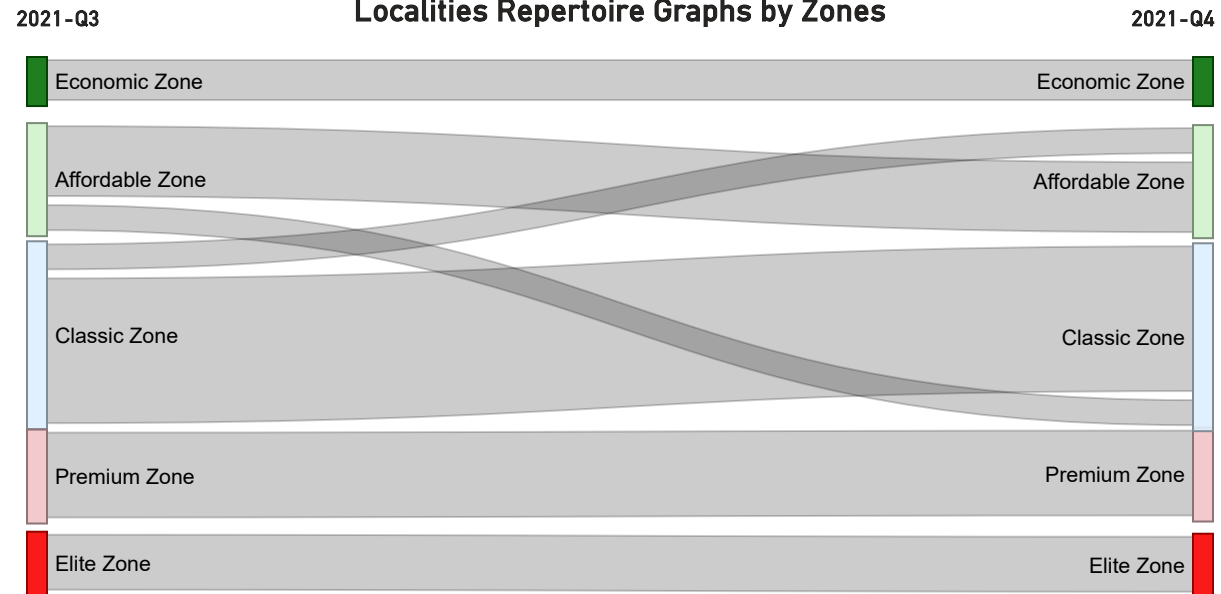 Localities Repertoire Graphs by Zones
2021-Q3
2021-Q4
Economic Zone
Economic Zone
Affordable Zone
Affordable Zone
Classic Zone
Classic Zone
Premium Zone
Premium Zone
Elite Zone
Elite Zone